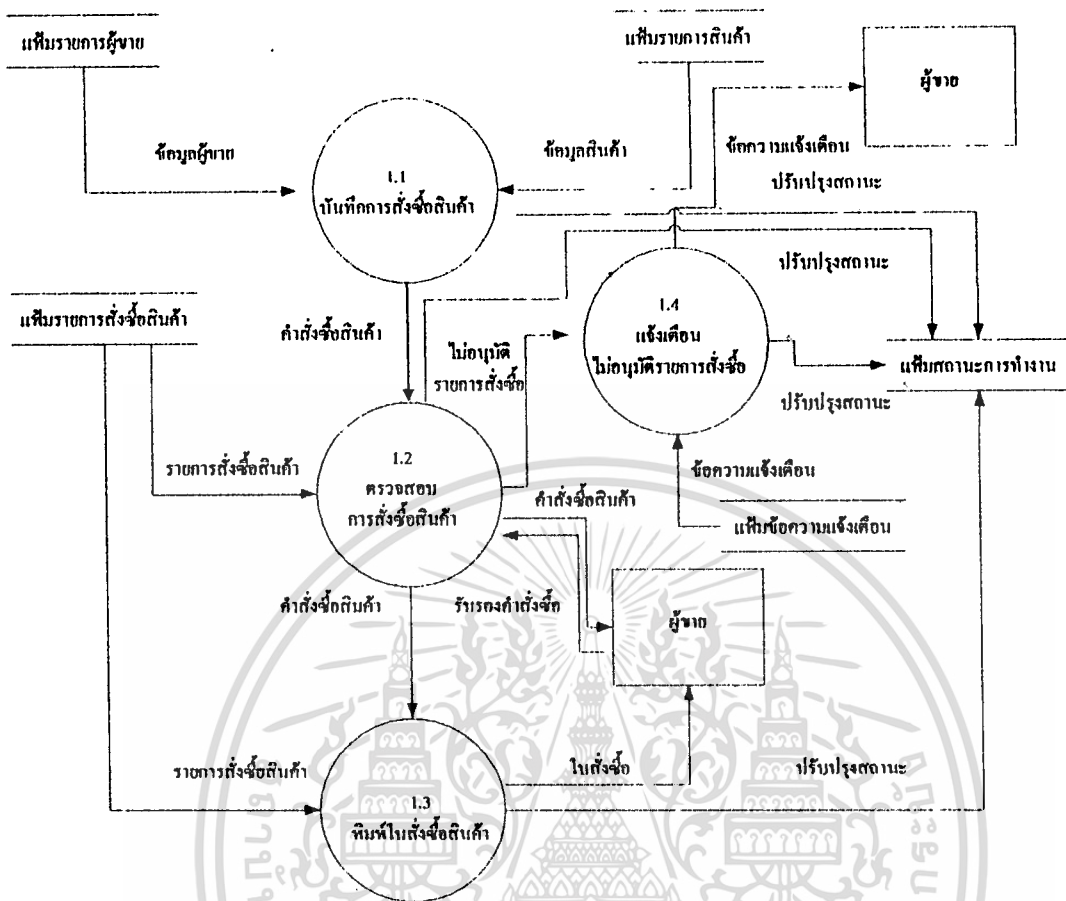 แฟ้มรายการผู้ขาย
แฟ้มรายการสินค้า
ผู้ขาย
ข้อมูลผู้ขาย
ข้อมูลสินค้า
ข้อความแจ้งเตือน
ปรับปรุงสถานะ
1.1
บันทึกการสั่งซื้อสินค้า
ปรับปรุงสถานะ
แฟ้มรายการสั่งซื้อสินค้า
คำสั่งซื้อสินค้า
ไม่อนุมัติ
รายการสั่งซื้อ
1.4
แจ้งเตือน
ไม่อนุมัติรายการสั่งซื้อ
แฟ้มสถานะการทำงาน
ปรับปรุงสถานะ
รายการสั่งซื้อสินค้า
1.2
ตรวจสอบ
การสั่งซื้อสินค้า
ข้อความแจ้งเตือน
คำสั่งซื้อสินค้า
แฟ้มข้อความแจ้งเตือน
คำสั่งซื้อสินค้า
รับรองคำสั่งซื้อ
ผู้ขาย
รายการสั่งซื้อสินค้า
1.3
พิมพ์ใบสั่งซื้อสินค้า
ใบสั่งซื้อ
ปรับปรุงสถานะ